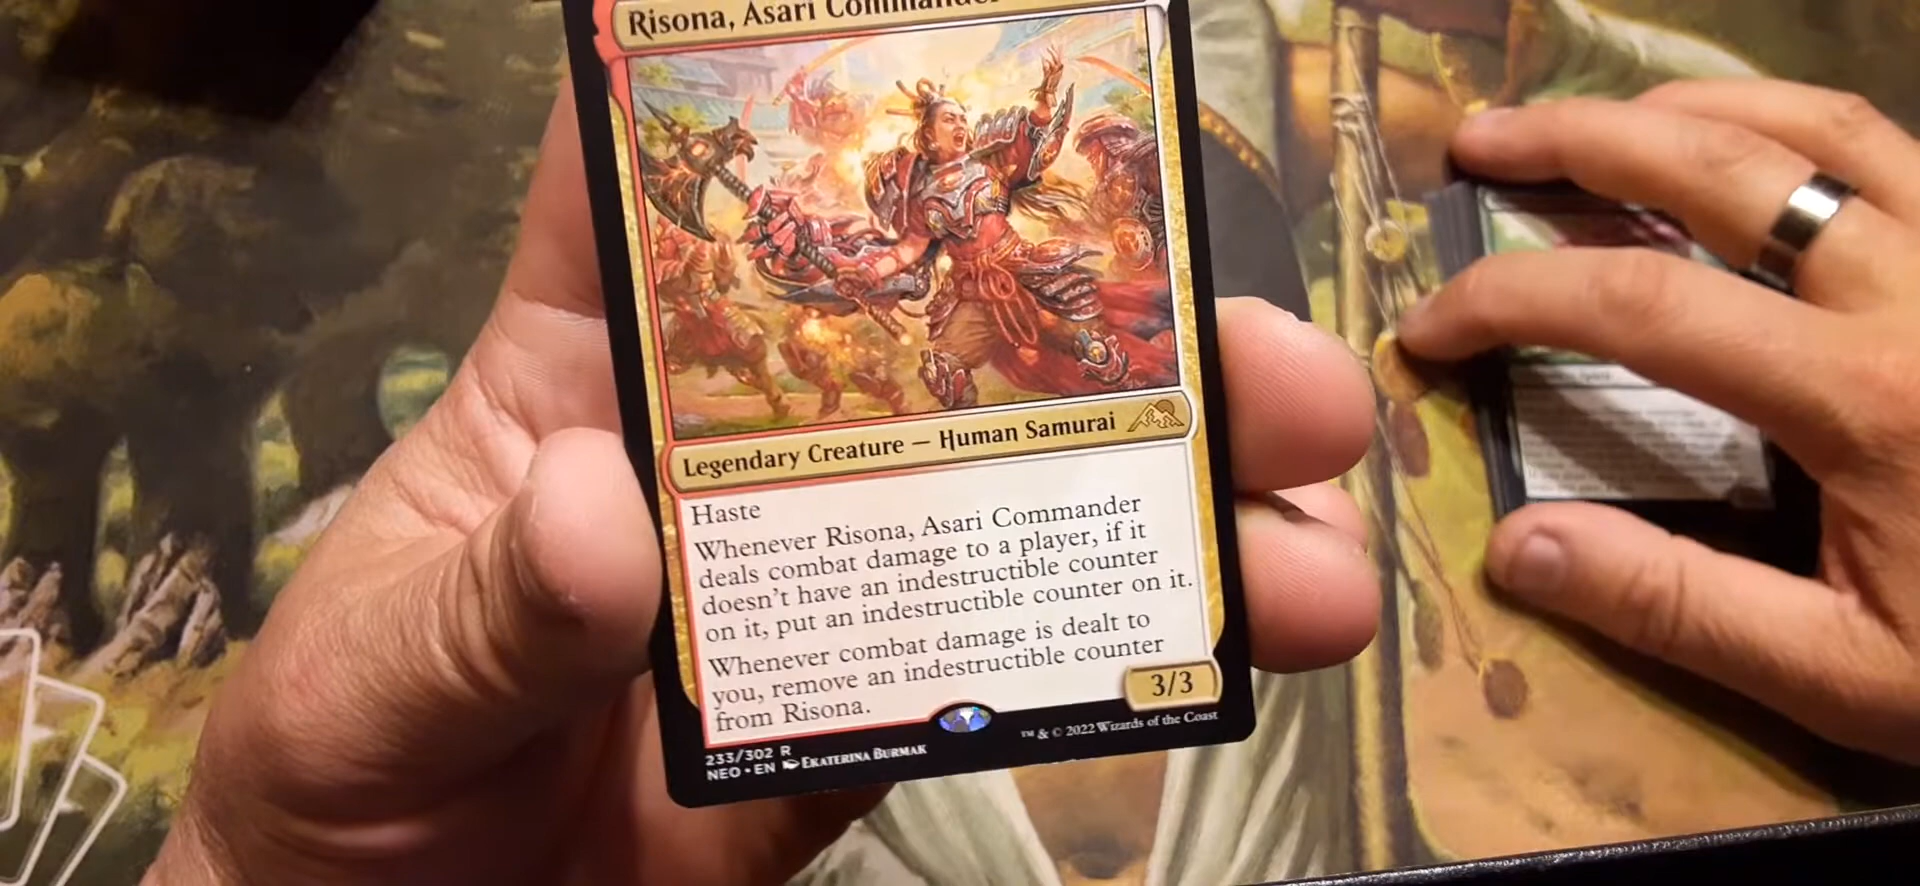 Risona, Asari Commander
Legendary Creature — Human Samurai
Haste
Whenever Risona, Asari Commander
deals combat damage to a player, if it
doesn't have an indestructible counter
on it, put an indestructible counter on it.
Whenever combat damage is dealt to
you, remove an indestructible counter
from Risona.
3/3
233/302 R
NEO • EN EKATERINA BURMAK
™ & © 2022 Wizards of the Coast